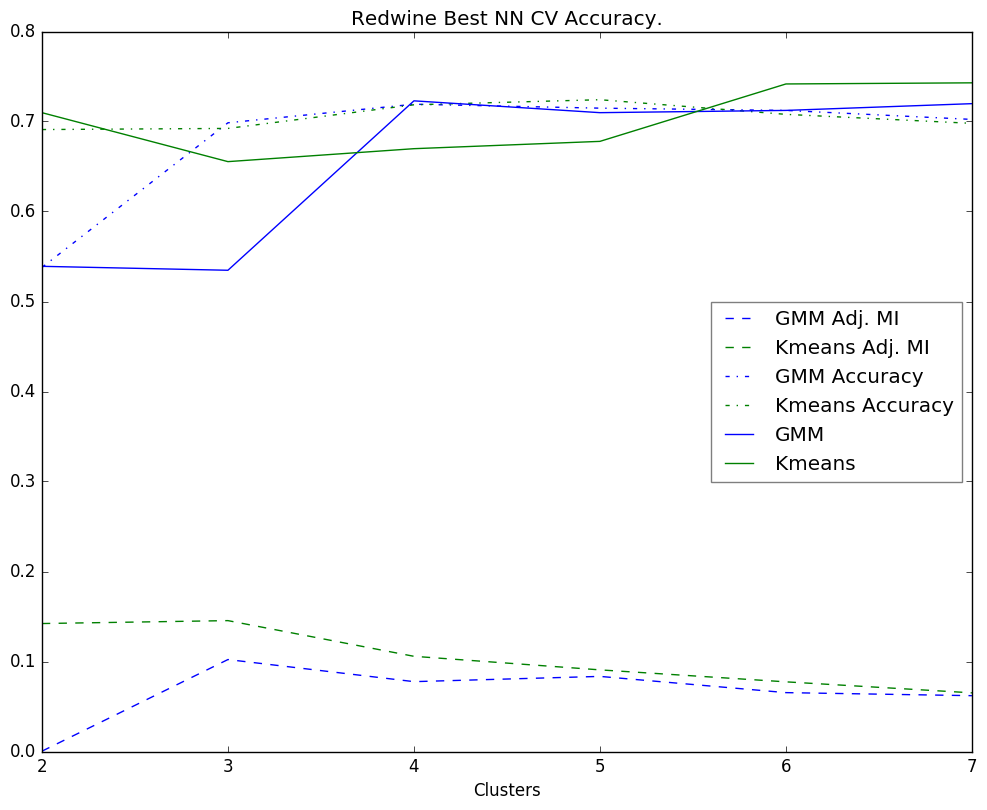 Redwine Best NN CV Accuracy.
0.8
0.7
0.6
0.5
0.4
0.3
0.2
0.1
0.0
GMM Adj. MI
Kmeans Adj. MI
GMM Accuracy
Kmeans Accuracy
GMM
Kmeans
2 3 4 5 6 7
Clusters